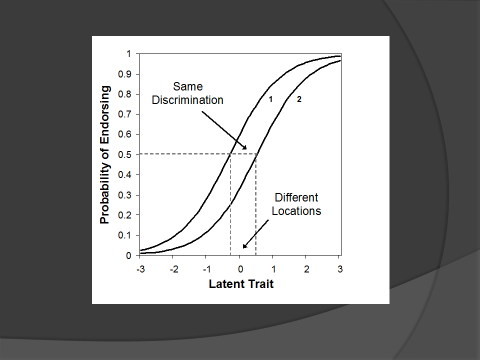 1
0.9
0.8
0.7
0.6
0.5
0.4
0.3
0.2
0.1
0
Probability of Endorsing
Same
Discrimination
1
2
Different
Locations
-3 -2 -1 0 1 2 3
Latent Trait